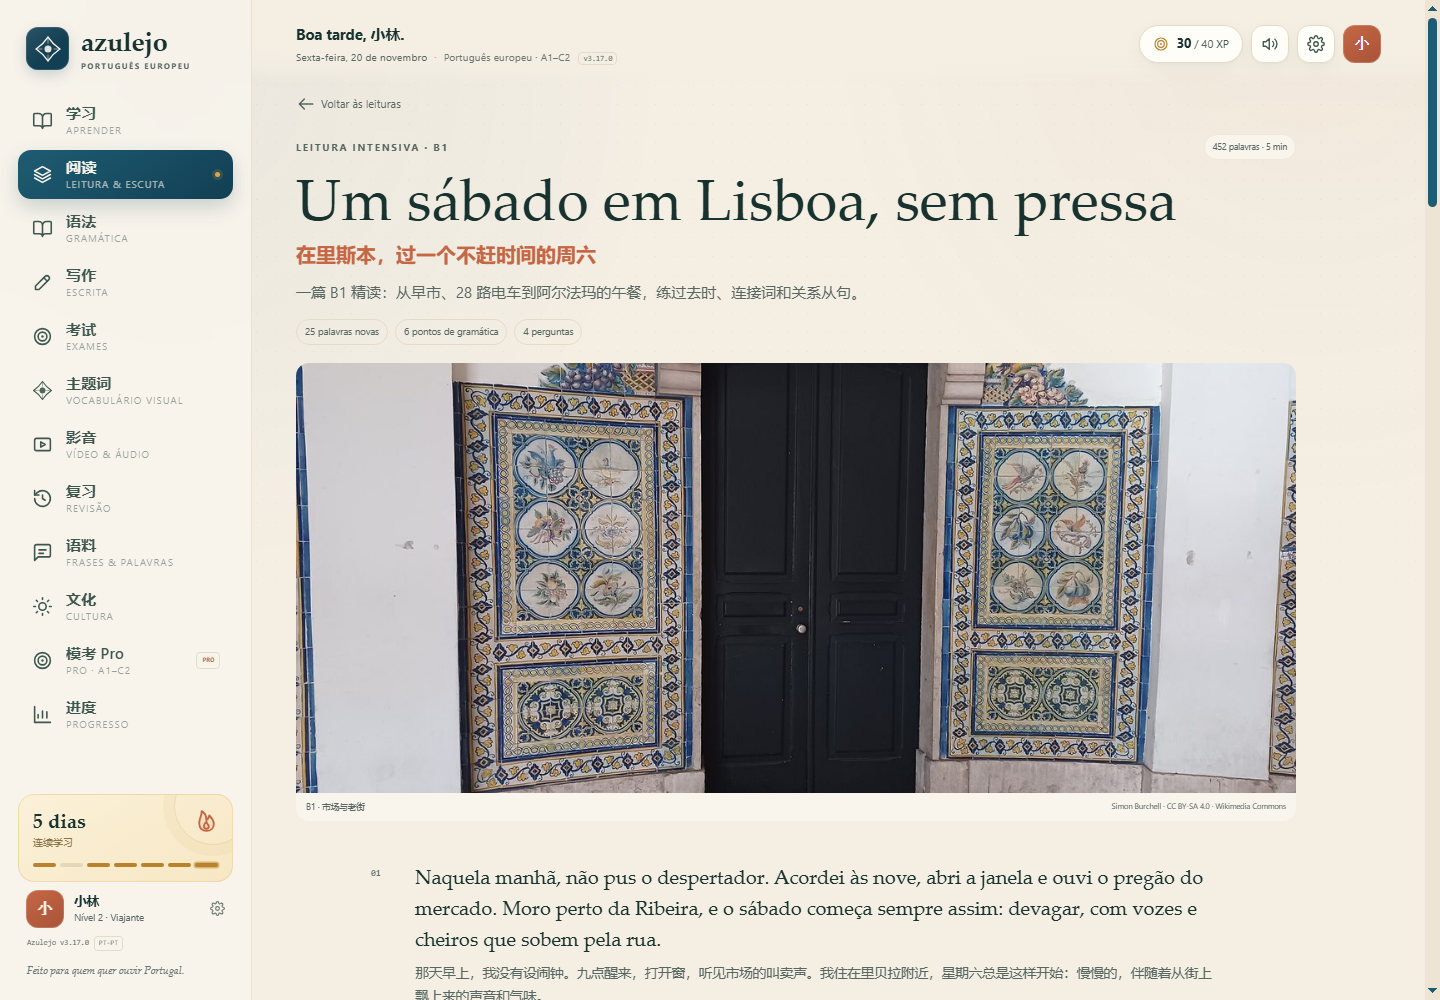 azulejo
PORTUGUÊS EUROPEU
学习
APRENDER
阅读
LEITURA & ESCUTA
语法
GRAMÁTICA
写作
ESCRITA
考试
EXAMES
主题词
VOCABULÁRIO VISUAL
影音
VÍDEO & ÁUDIO
复习
REVISÃO
语料
FRASES & PALAVRAS
文化
CULTURA
模考 Pro
PRO · A1–C2
PRO
进度
PROGRESSO
5 dias
连续学习
小
小林
Nível 2 · Viajante
Azulejo v3.17.0 PT-PT
Feito para quem quer ouvir Portugal.
Boa tarde, 小林.
Sexta-feira, 20 de novembro · Português europeu · A1–C2 v3.17.0
30 / 40 XP
小
Voltar às leituras
LEITURA INTENSIVA · B1
452 palavras · 5 min
Um sábado em Lisboa, sem pressa
在里斯本，过一个不赶时间的周六
一篇 B1 精读：从早市、28 路电车到阿尔法玛的午餐，练过去时、连接词和关系从句。
25 palavras novas
6 pontos de gramática
4 perguntas
B1 · 市场与老街
Simon Burchell · CC BY-SA 4.0 · Wikimedia Commons
01
Naquela manhã, não pus o despertador. Acordei às nove, abri a janela e ouvi o pregão do
mercado. Moro perto da Ribeira, e o sábado começa sempre assim: devagar, com vozes e
cheiros que sobem pela rua.
那天早上，我没有设闹钟。九点醒来，打开窗，听见市场的叫卖声。我住在里贝拉附近，星期六总是这样开始：慢慢的，伴随着从街上
飘上来的声音和气味。